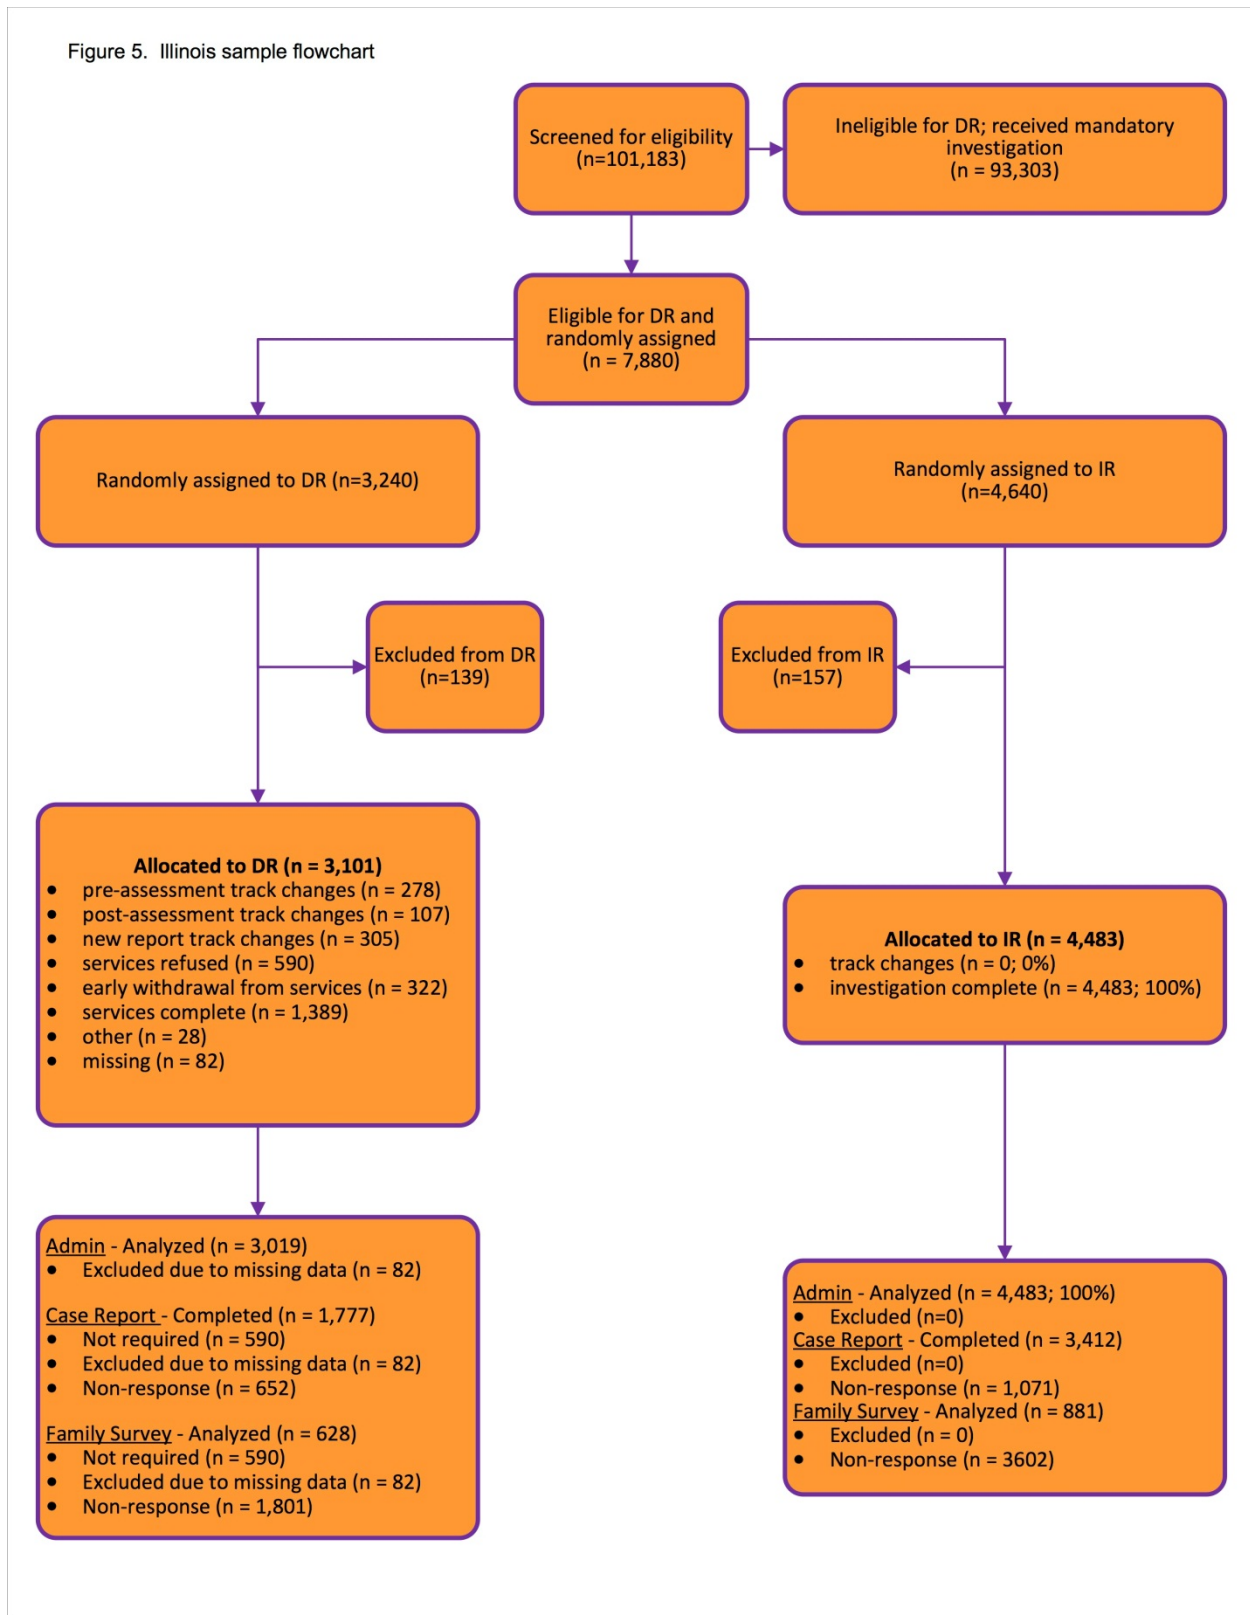 Figure 5.  Illinois sample flowchart
Screened for eligibility
(n=101,183)
Ineligible for DR; received mandatory
investigation
(n = 93,303)
Eligible for DR and
randomly assigned
(n = 7,880)
Randomly assigned to DR (n=3,240)
Randomly assigned to IR
(n=4,640)
Excluded from DR
(n=139)
Excluded from IR
(n=157)
Allocated to DR (n = 3,101)
• pre-assessment track changes (n = 278)
• post-assessment track changes (n = 107)
• new report track changes (n = 305)
• services refused (n = 590)
• early withdrawal from services (n = 322)
• services complete (n = 1,389)
• other (n = 28)
• missing (n = 82)
Allocated to IR (n = 4,483)
• track changes (n = 0; 0%)
• investigation complete (n = 4,483; 100%)
Admin - Analyzed (n = 3,019)
• Excluded due to missing data (n = 82)
Case Report - Completed (n = 1,777)
• Not required (n = 590)
• Excluded due to missing data (n = 82)
• Non-response (n = 652)
Family Survey - Analyzed (n = 628)
• Not required (n = 590)
• Excluded due to missing data (n = 82)
• Non-response (n = 1,801)
Admin - Analyzed (n = 4,483; 100%)
• Excluded (n=0)
Case Report - Completed (n = 3,412)
• Excluded (n=0)
• Non-response (n = 1,071)
Family Survey - Analyzed (n = 881)
• Excluded (n = 0)
• Non-response (n = 3602)